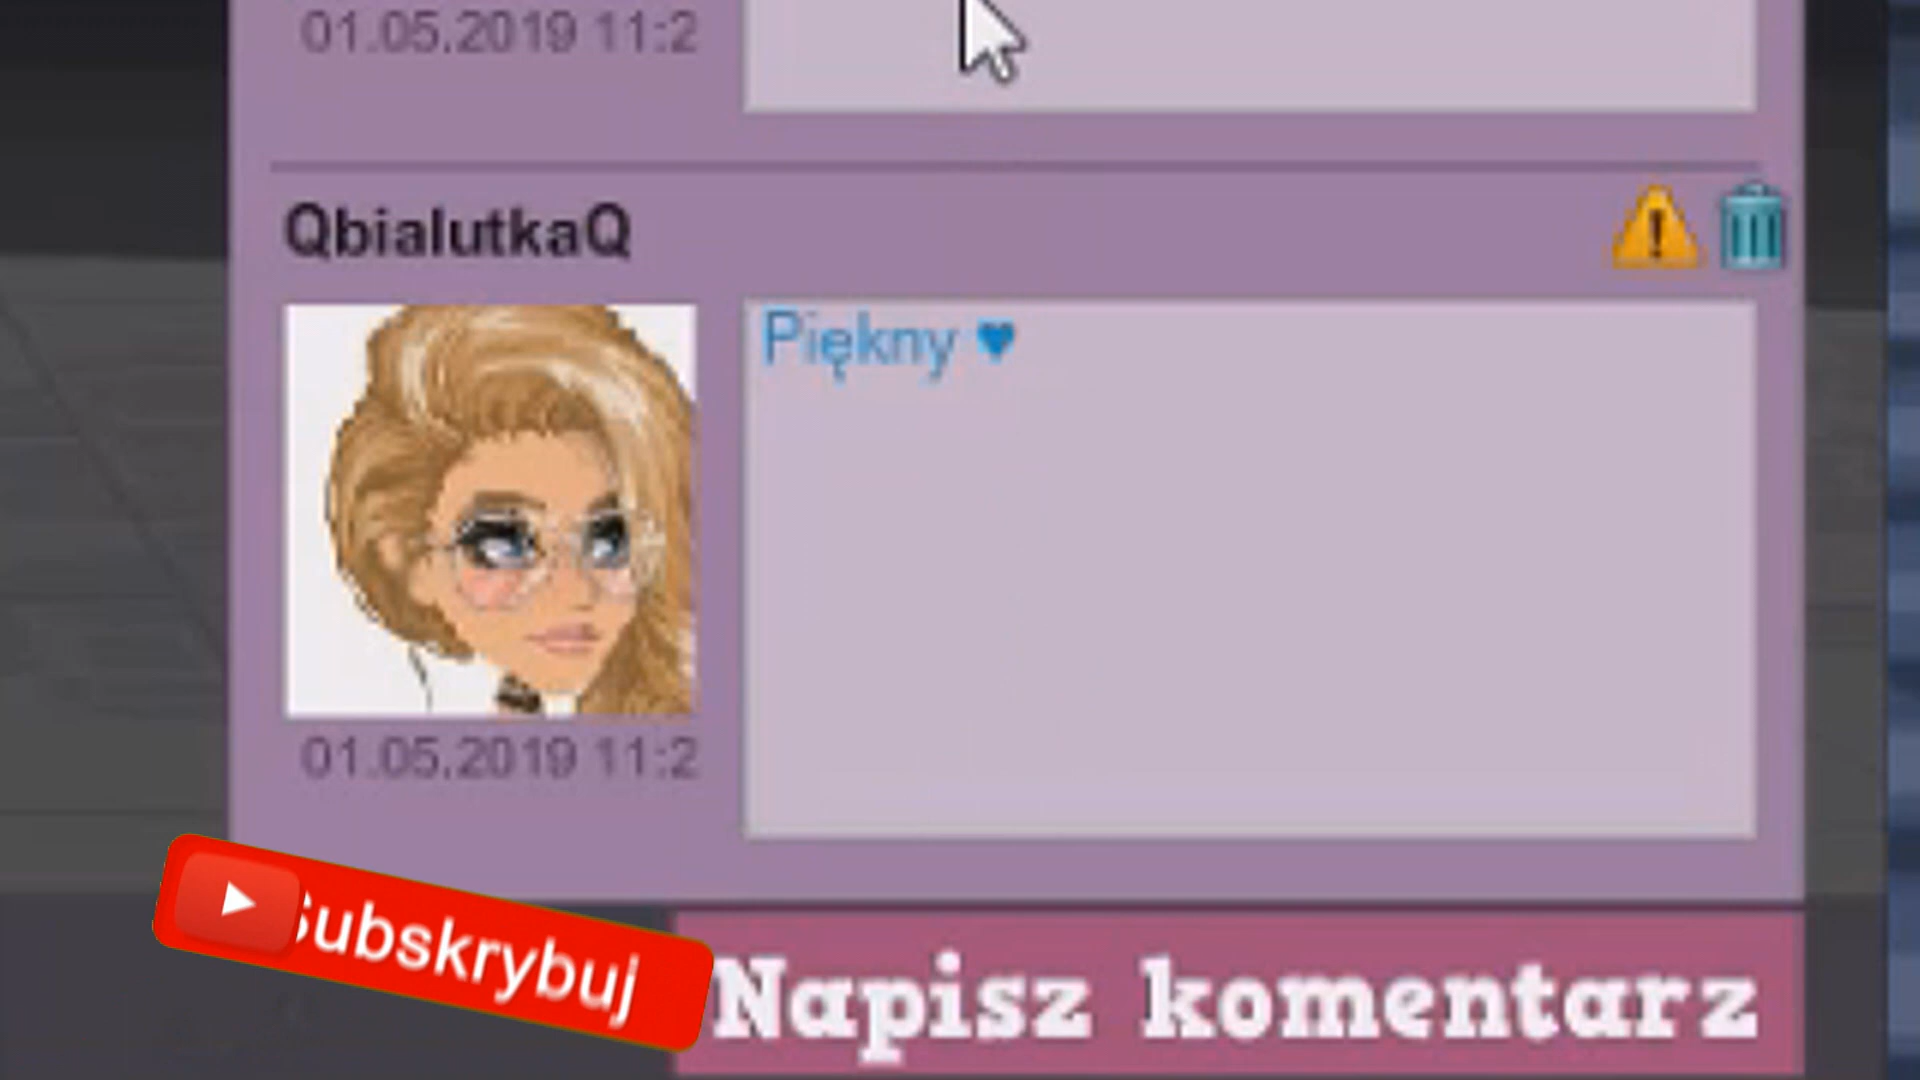 01.05.2019 11:2
QbialutkaQ
Piękny ♥
01.05.2019 11:2
Subskrybuj
Napisz komentarz